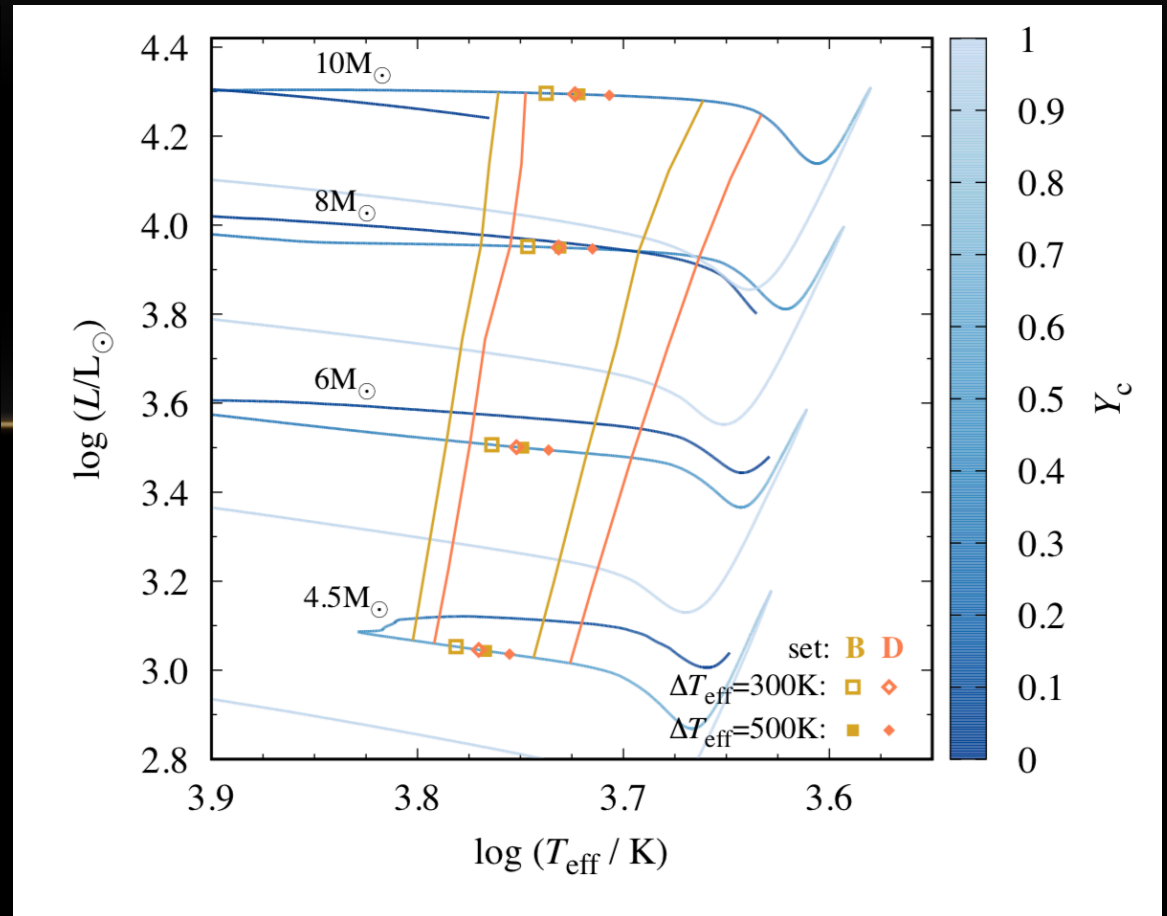 4.4
4.2
4.0
3.8
3.6
3.4
3.2
3.0
2.8
log (L/L☉)
10M☉
8M☉
6M☉
4.5M☉
set: B D
ΔTeff=300K:
ΔTeff=500K:
3.9 3.8 3.7 3.6
log (Teff / K)
1
0.9
0.8
0.7
0.6
0.5
0.4
0.3
0.2
0.1
0
Yc